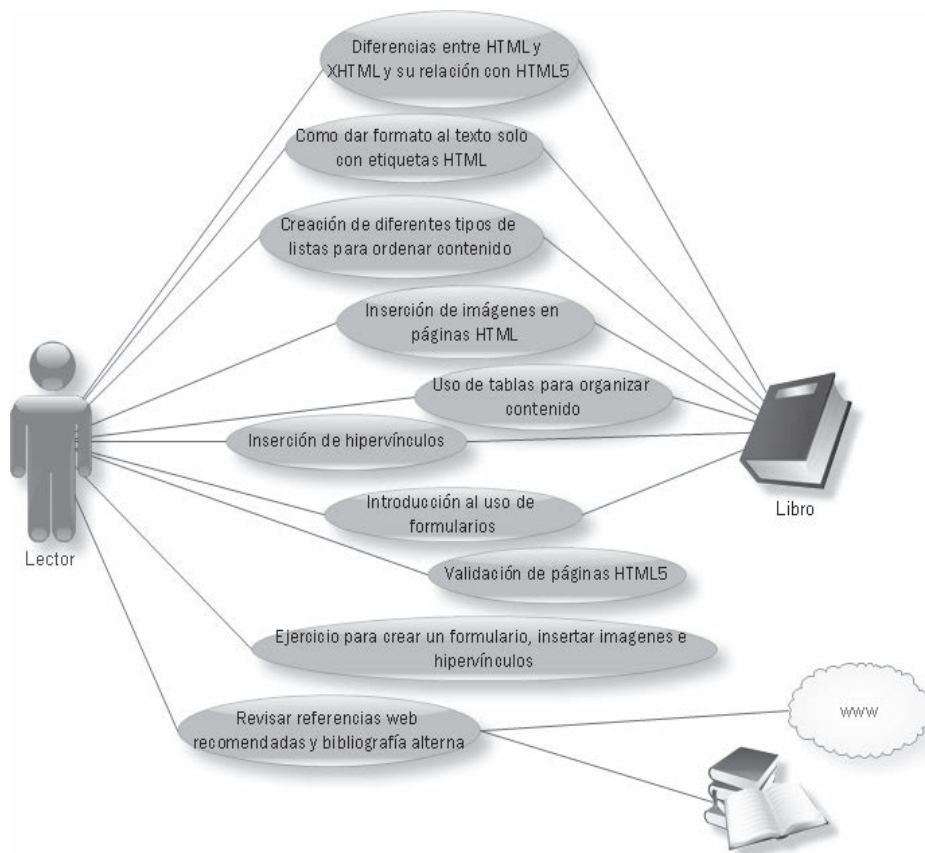 Diferencias entre HTML y
XHTML y su relación con HTML5
Como dar formato al texto solo
con etiquetas HTML
Creación de diferentes tipos de
listas para ordenar contenido
Inserción de imágenes en
páginas HTML
Uso de tablas para organizar
contenido
Inserción de hipervínculos
Libro
Introducción al uso de
formularios
Lector
Validación de páginas HTML5
Ejercicio para crear un formulario, insertar imagenes e
hipervínculos
Revisar referencias web
recomendadas y bibliografía alterna
www